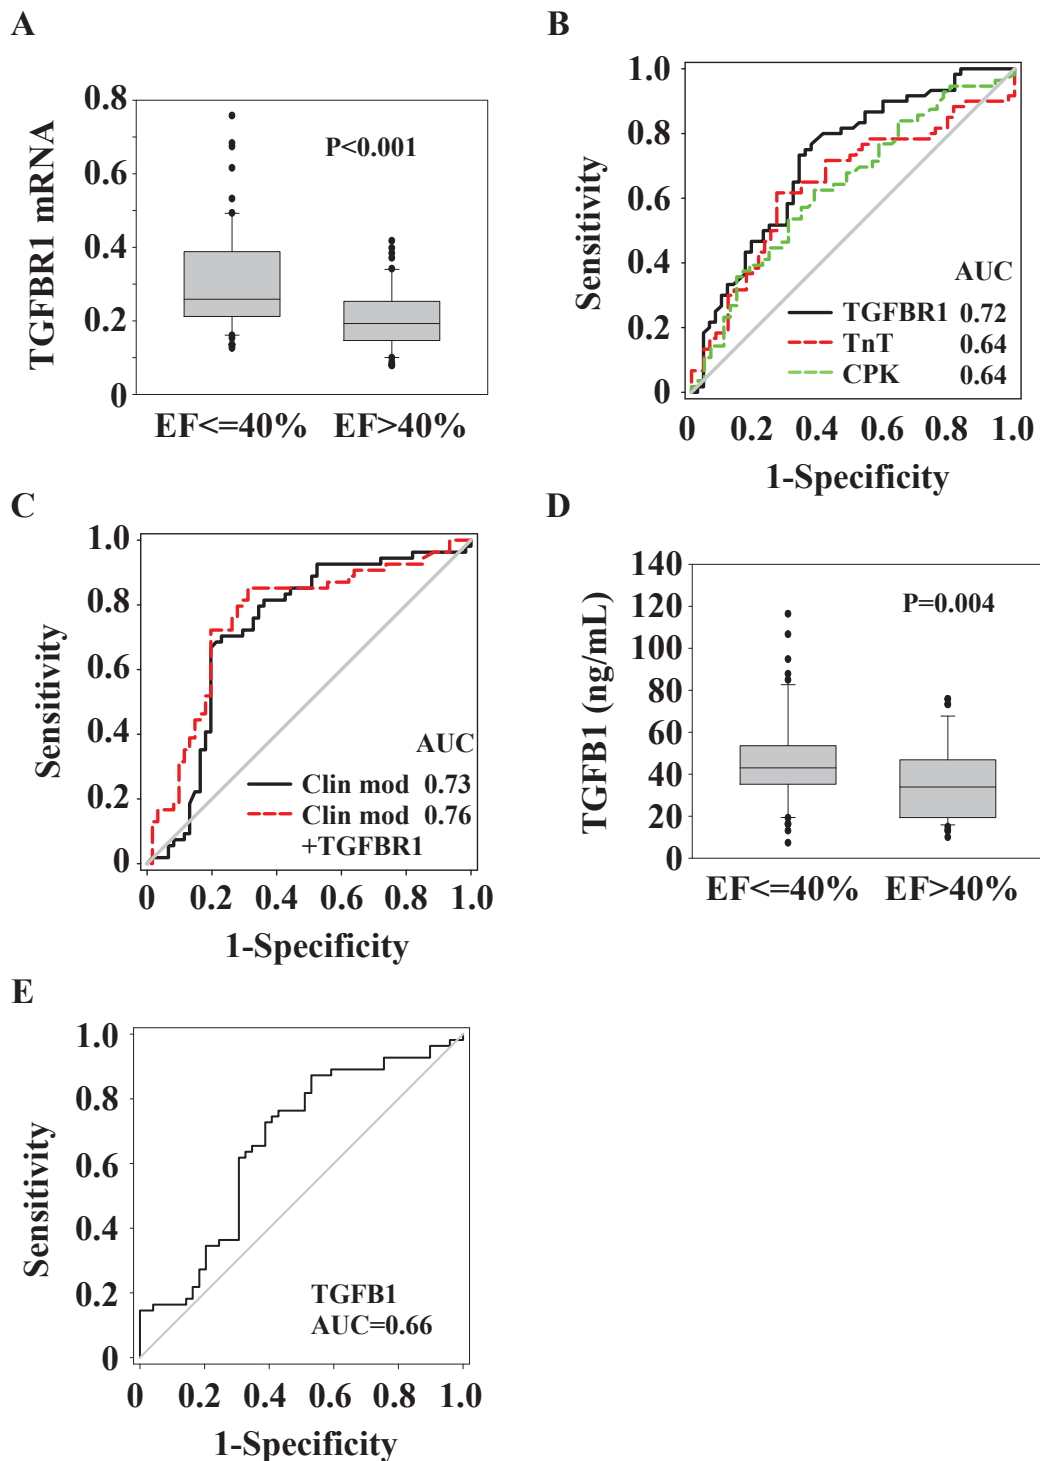 A
TGFBR1 mRNA
0.8
0.6
0.4
0.2
0
P<0.001
EF<=40% EF>40%
B
Sensitivity
1.0
0.8
0.6
0.4
0.2
0
AUC
TGFBR1 0.72
TnT 0.64
CPK 0.64
0 0.2 0.4 0.6 0.8 1.0
1-Specificity
C
Sensitivity
1.0
0.8
0.6
0.4
0.2
0
AUC
Clin mod 0.73
Clin mod 0.76
+TGFBR1
0 0.2 0.4 0.6 0.8 1.0
1-Specificity
D
TGFB1 (ng/mL)
140
120
100
80
60
40
20
0
P=0.004
EF<=40% EF>40%
E
Sensitivity
1.0
0.8
0.6
0.4
0.2
0
TGFB1
AUC=0.66
0 0.2 0.4 0.6 0.8 1.0
1-Specificity